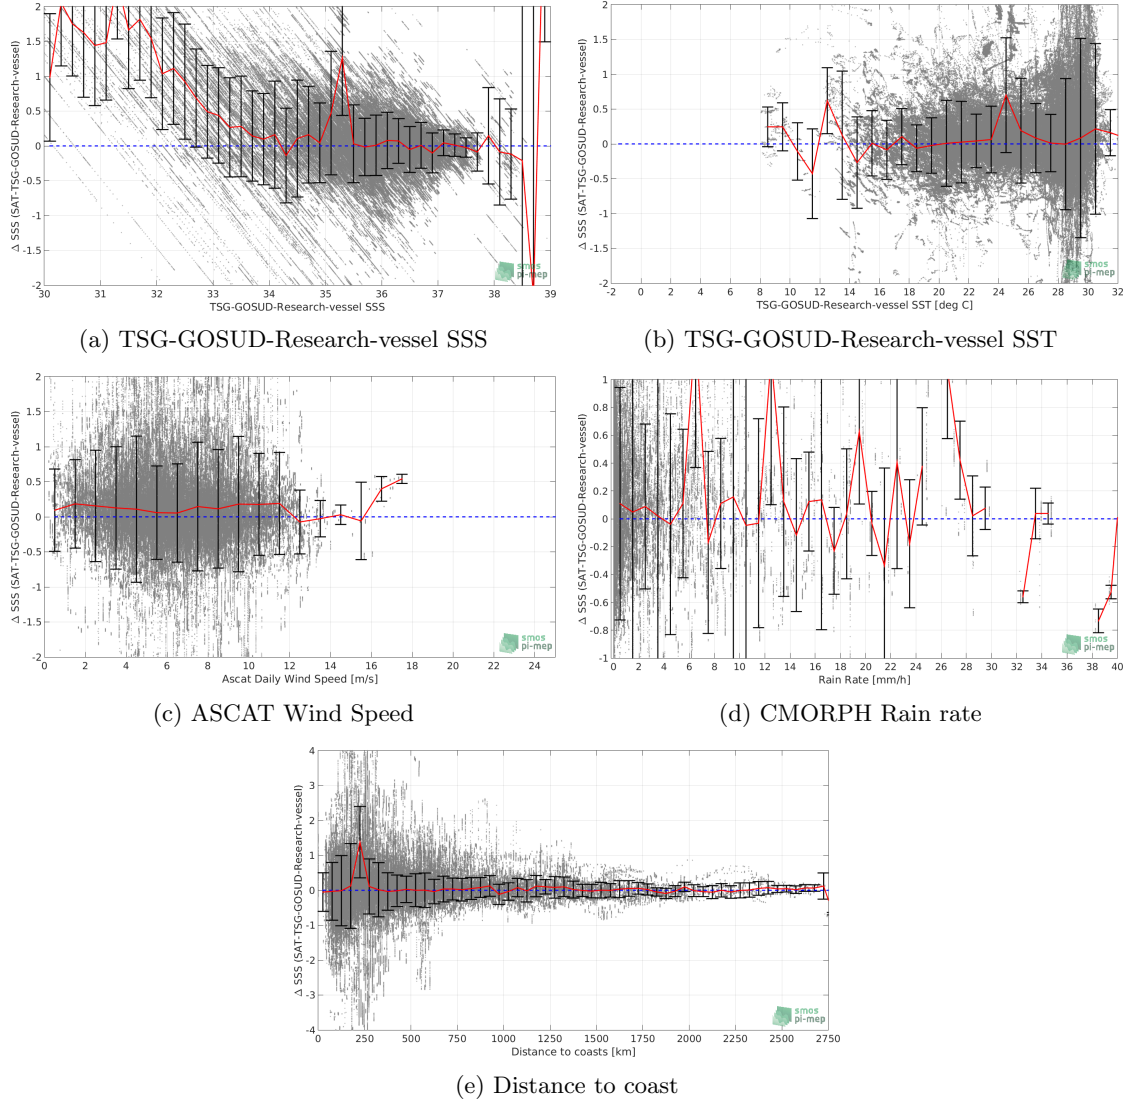 2
1.5
1
0.5
0
-0.5
-1
-1.5
-2
Δ SSS (SAT-TSG-GOSUD-Research-vessel)
30 31 32 33 34 35 36 37 38 39
TSG-GOSUD-Research-vessel SSS
smos
pi-mep
(a) TSG-GOSUD-Research-vessel SSS
2
1.5
1
0.5
0
-0.5
-1
-1.5
-2
Δ SSS (SAT-TSG-GOSUD-Research-vessel)
-2 0 2 4 6 8 10 12 14 16 18 20 22 24 26 28 30 32
TSG-GOSUD-Research-vessel SST [deg C]
smos
pi-mep
(b) TSG-GOSUD-Research-vessel SST
2
1.5
1
0.5
0
-0.5
-1
-1.5
-2
Δ SSS (SAT-TSG-GOSUD-Research-vessel)
0 2 4 6 8 10 12 14 16 18 20 22 24
Ascat Daily Wind Speed [m/s]
smos
pi-mep
(c) ASCAT Wind Speed
1
0.8
0.6
0.4
0.2
0
-0.2
-0.4
-0.6
-0.8
-1
Δ SSS (SAT-TSG-GOSUD-Research-vessel)
0 2 4 6 8 10 12 14 16 18 20 22 24 26 28 30 32 34 36 38 40
Rain Rate [mm/h]
smos
pi-mep
(d) CMORPH Rain rate
4
3
2
1
0
-1
-2
-3
-4
Δ SSS (SAT-TSG-GOSUD-Research-vessel)
0 250 500 750 1000 1250 1500 1750 2000 2250 2500 2750
Distance to coasts [km]
smos
pi-mep
(e) Distance to coast